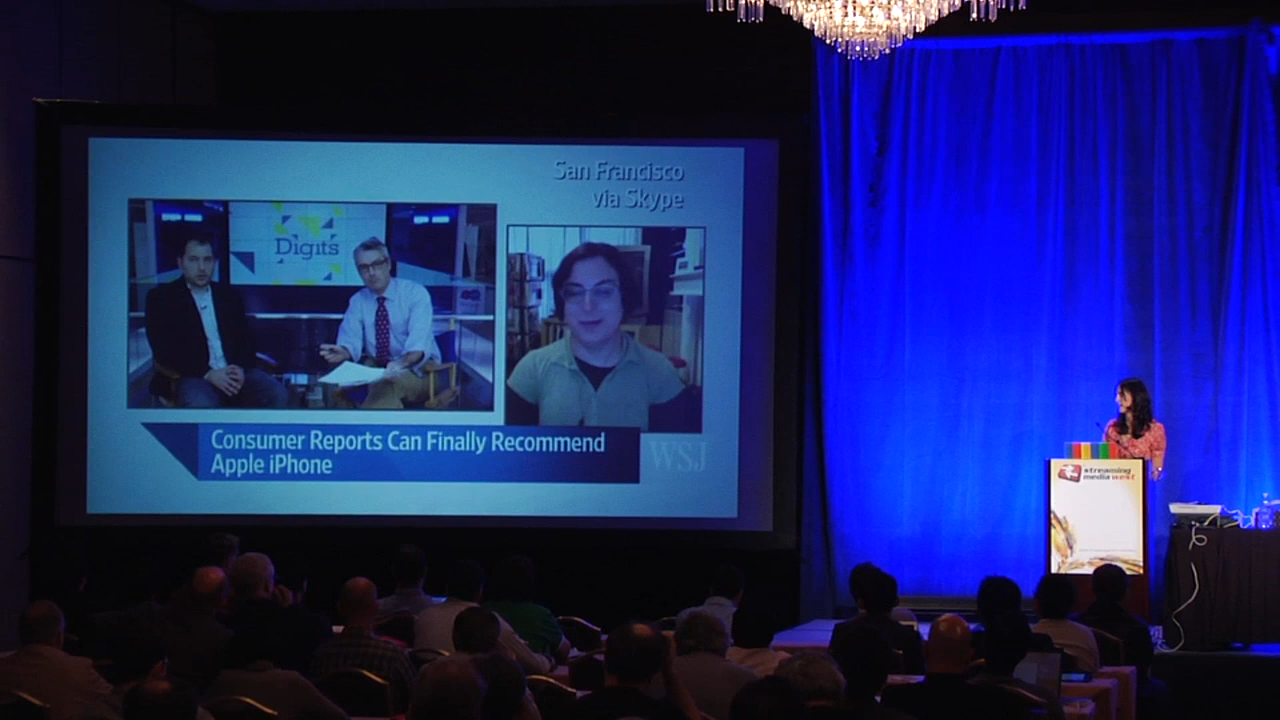 San Francisco
via Skype
Digits
Consumer Reports Can Finally Recommend
Apple iPhone
WSJ
streaming
media west